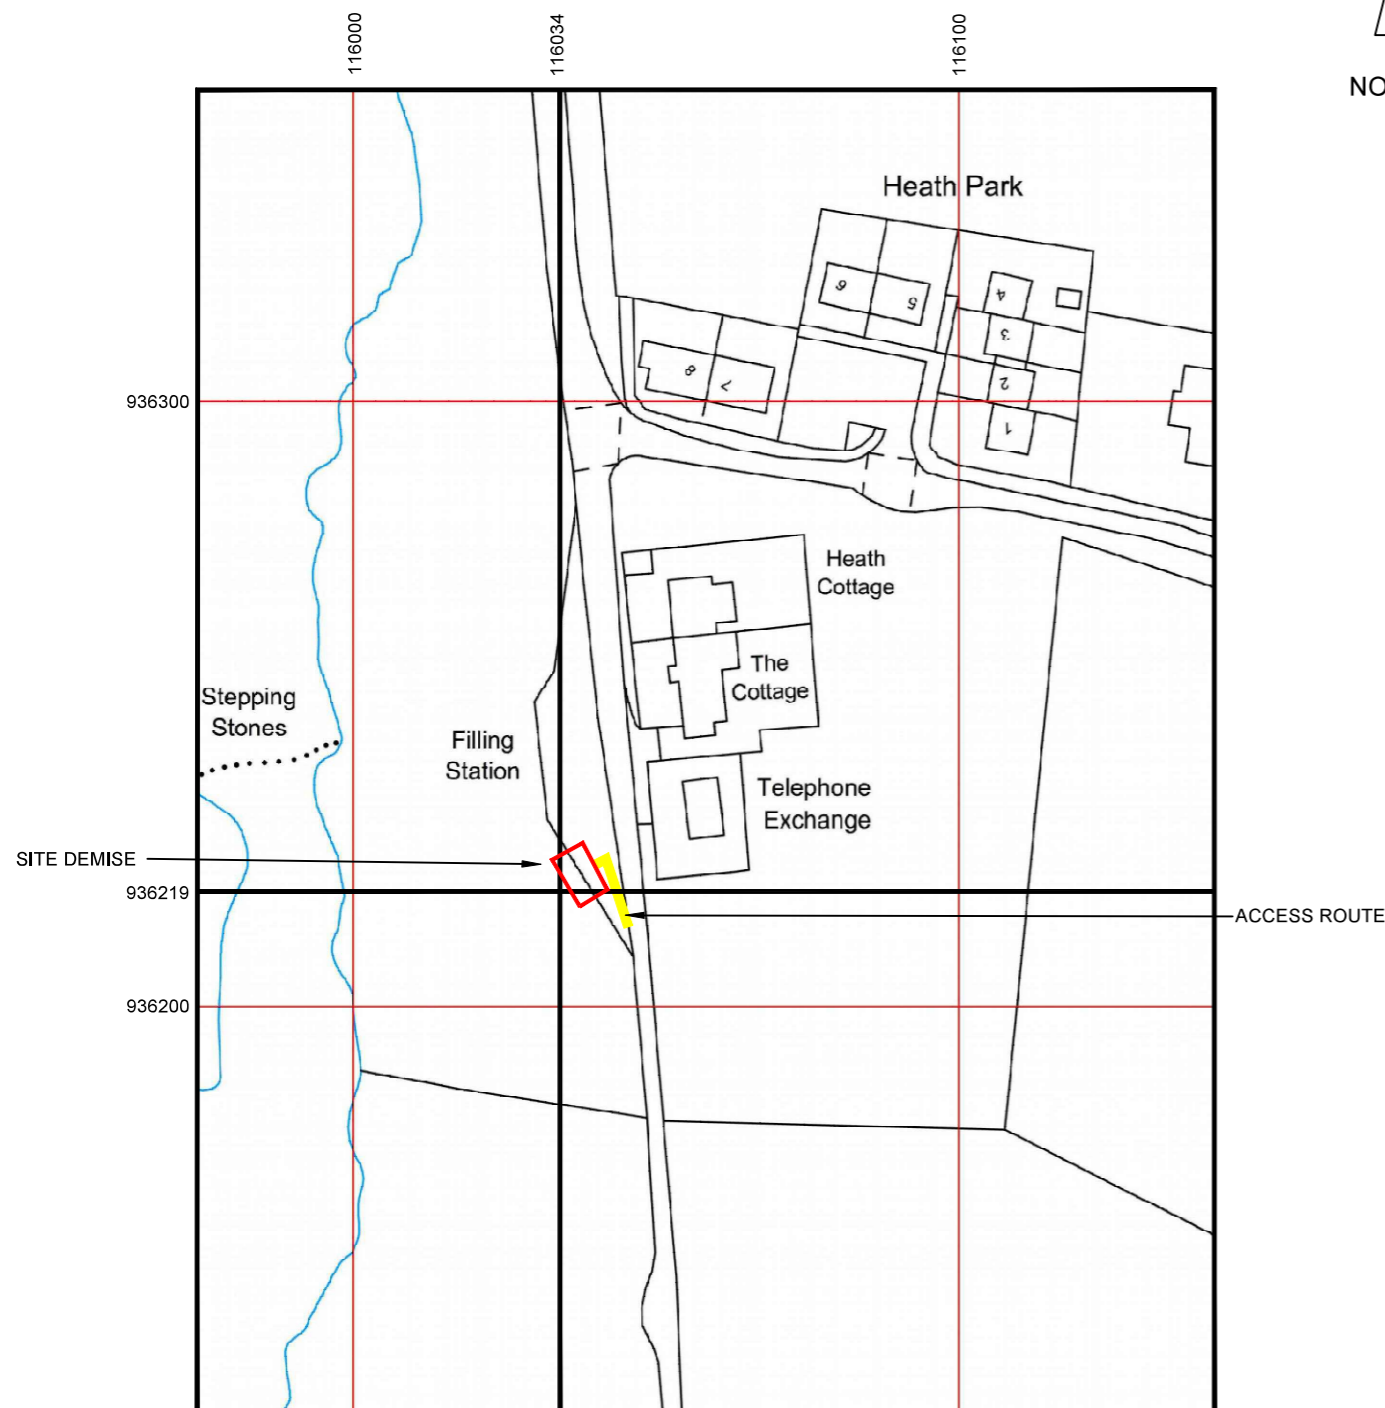 116000
116034
116100
NO
Heath Park
6
5
4
3
2
1
8
7
936300
Heath
Cottage
The
Cottage
Stepping
Stones
Filling
Station
Telephone
Exchange
SITE DEMISE
936219
ACCESS ROUTE
936200